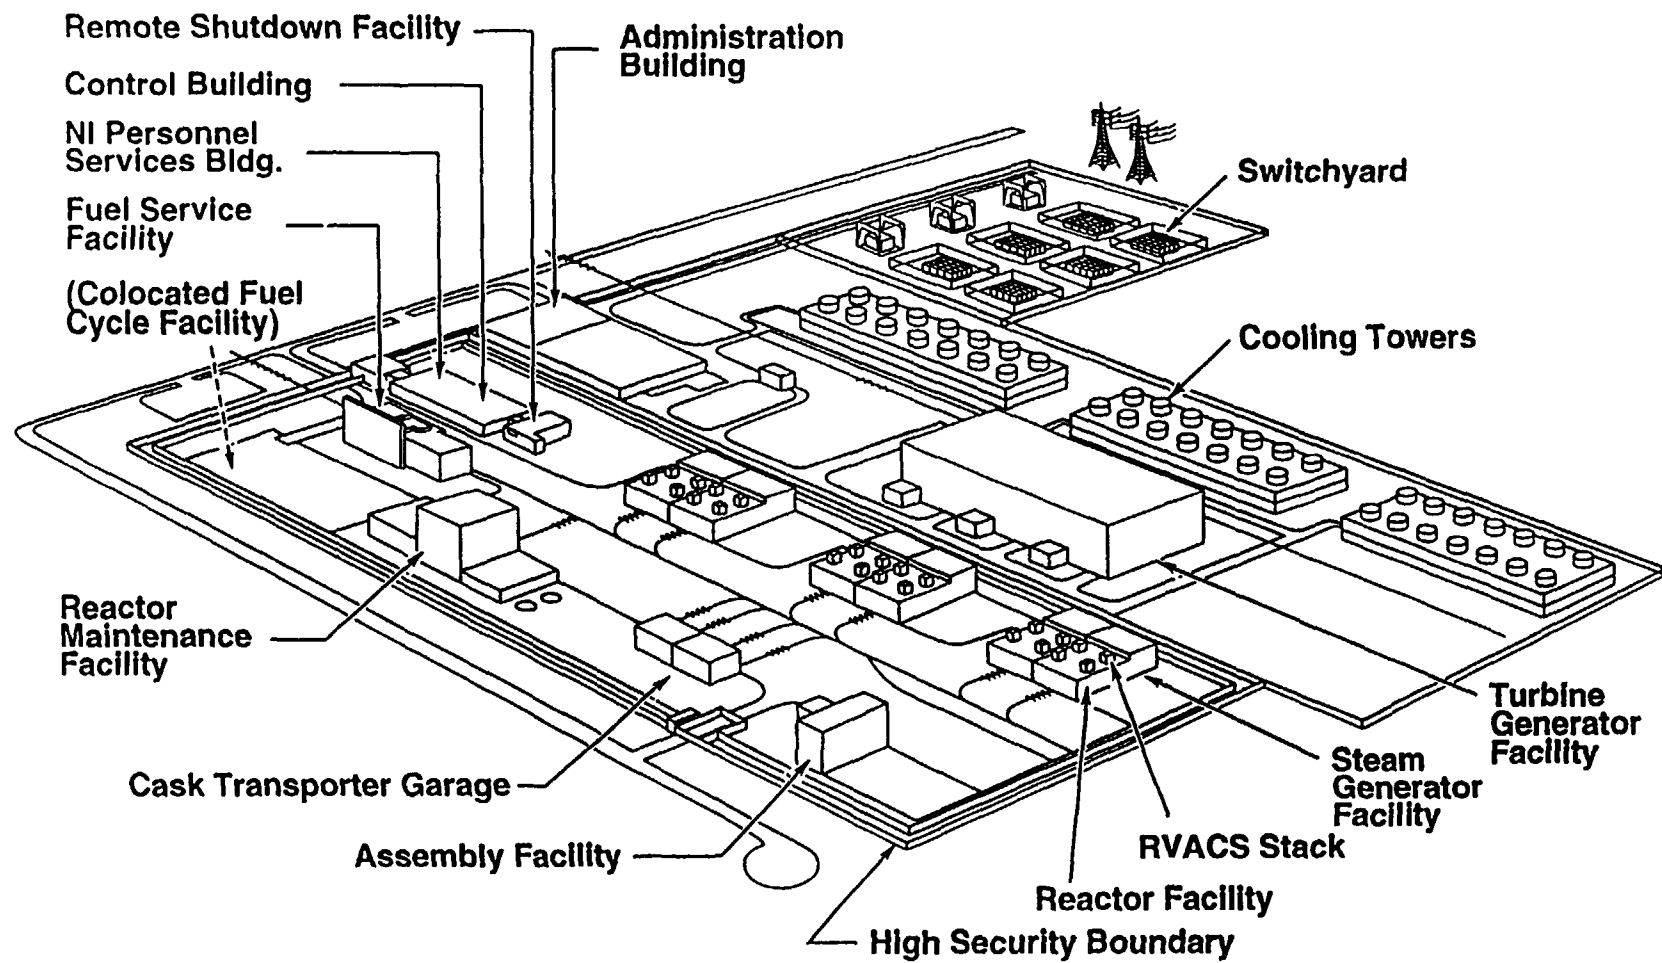 Remote Shutdown Facility
Administration
Building
Control Building
NI Personnel
Services Bldg.
Fuel Service
Facility
(Colocated Fuel
Cycle Facility)
Switchyard
Cooling Towers
Reactor
Maintenance
Facility
Turbine
Generator
Facility
Steam
Generator
Facility
Cask Transporter Garage
RVACS Stack
Assembly Facility
Reactor Facility
High Security Boundary